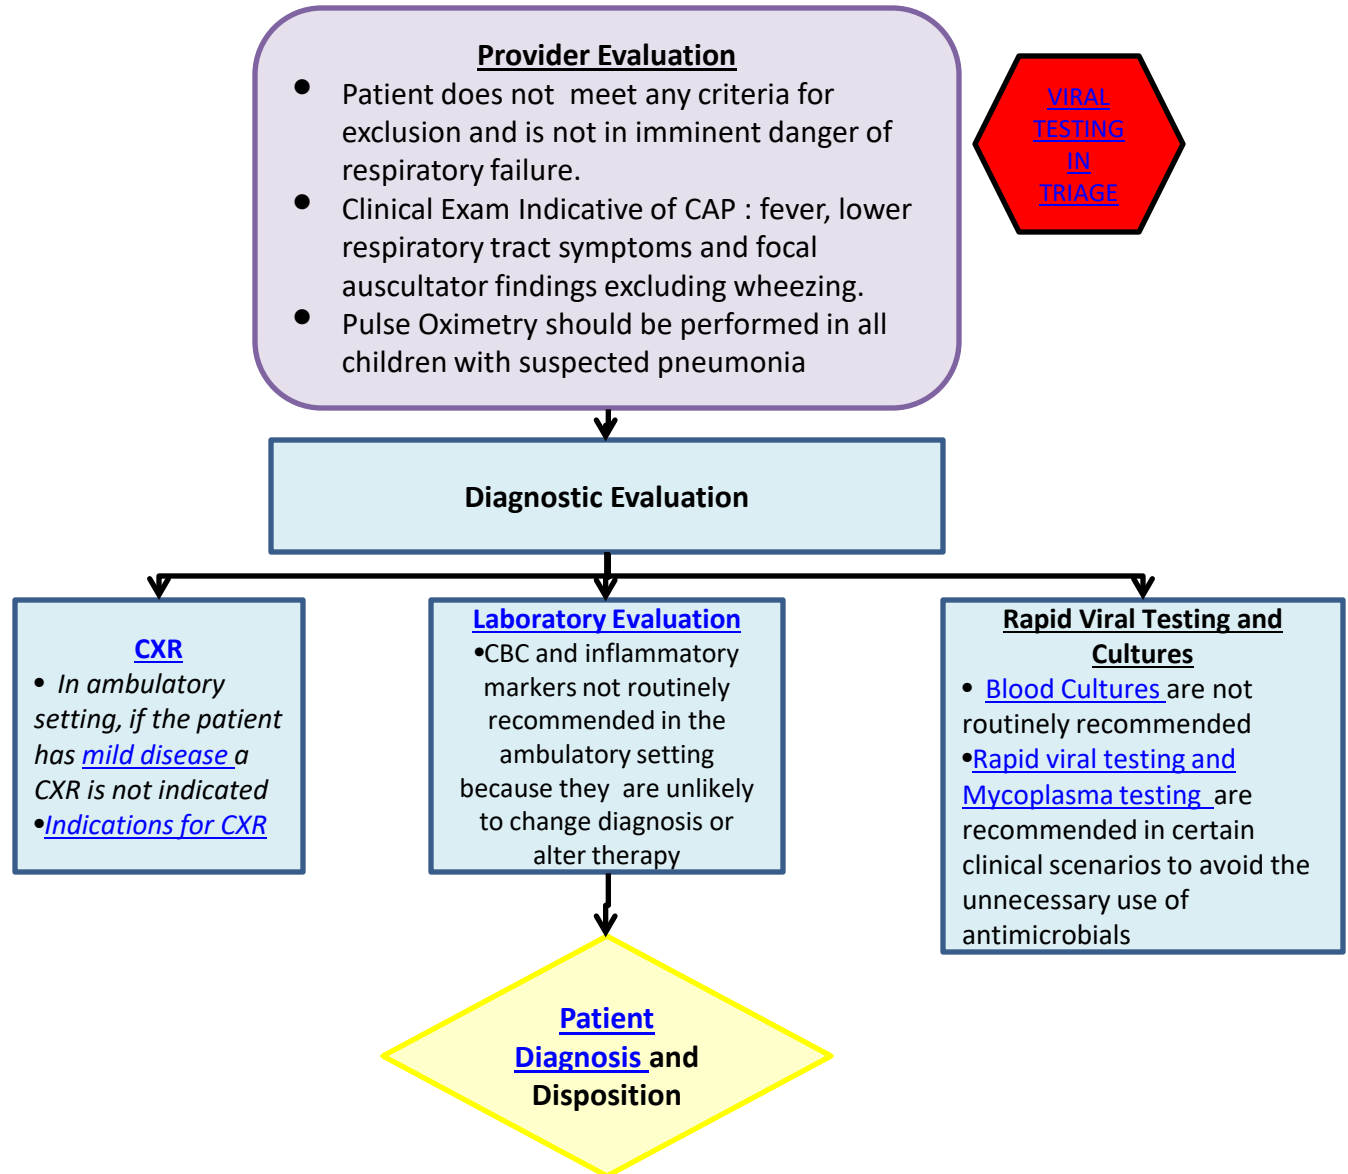 Provider Evaluation
• Patient does not meet any criteria for
exclusion and is not in imminent danger of
respiratory failure.
• Clinical Exam Indicative of CAP : fever, lower
respiratory tract symptoms and focal
auscultator findings excluding wheezing.
• Pulse Oximetry should be performed in all
children with suspected pneumonia
VIRAL
TESTING
IN
TRIAGE
Diagnostic Evaluation
CXR
• In ambulatory
setting, if the patient
has mild disease a
CXR is not indicated
•Indications for CXR
Laboratory Evaluation
•CBC and inflammatory
markers not routinely
recommended in the
ambulatory setting
because they are unlikely
to change diagnosis or
alter therapy
Rapid Viral Testing and
Cultures
• Blood Cultures are not
routinely recommended
•Rapid viral testing and
Mycoplasma testing are
recommended in certain
clinical scenarios to avoid the
unnecessary use of
antimicrobials
Patient
Diagnosis and
Disposition